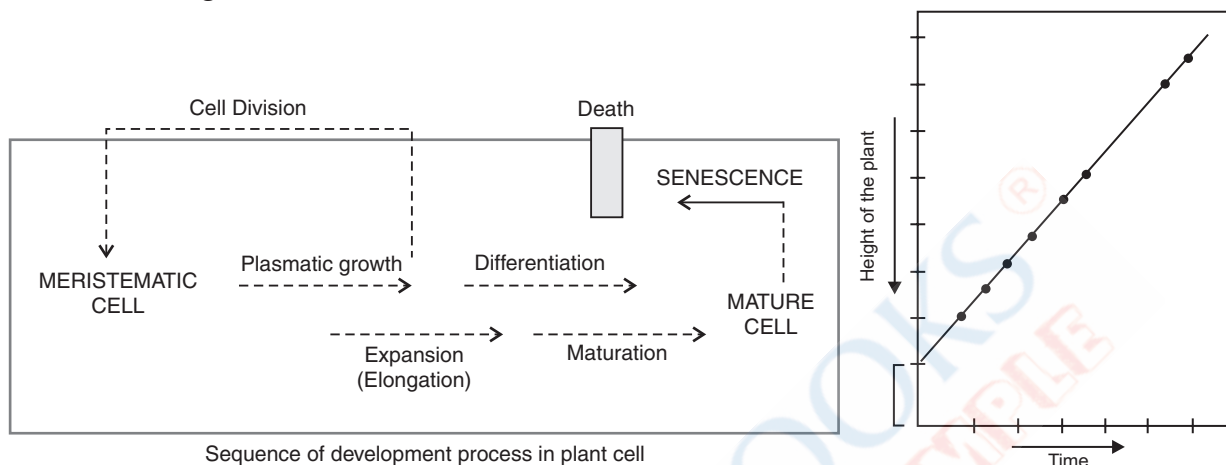 Cell Division
Death
SENESCENCE
MERISTEMATIC
CELL
Plasmatic growth
Differentiation
MATURE
CELL
Expansion
(Elongation)
Maturation
Sequence of development process in plant cell
Height of the plant
Time
OOKS ®